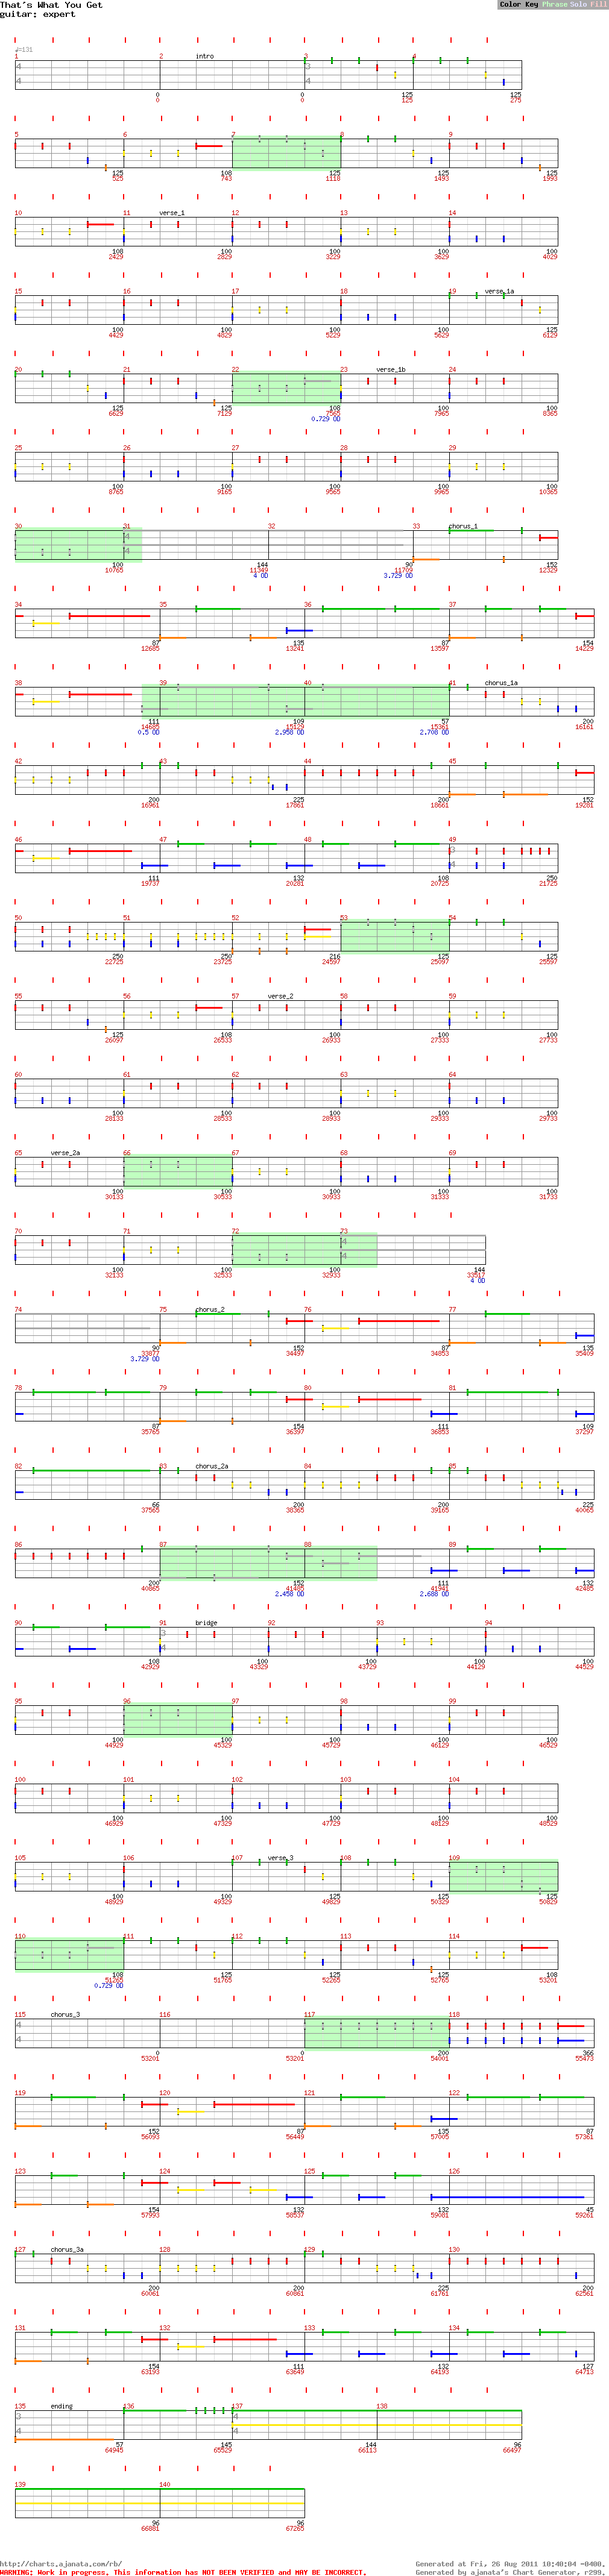 That's What You Get
guitar: expert
Color Key Phrase Solo Fill
♩=131
1 2 intro 3 4
0 0 125 125
0 0 125 275
5 6 7 8 9
125 108 125 125 125
525 743 1118 1493 1993
10 11 verse_1 12 13 14
108 100 100 100 100
2429 2829 3229 3629 4029
15 16 17 18 19 verse_1a
100 100 100 100 125
4429 4829 5229 5629 6129
20 21 22 23 verse_1b 24
125 125 108 100 100
6629 7129 7565 7965 8365
0.729 OD
25 26 27 28 29
100 100 100 100 100
8765 9165 9565 9965 10365
30 31 32 33 chorus_1
100 144 90 152
10765 11349 11709 12329
4 OD 3.729 OD
34 35 36 37
87 135 87 154
12685 13241 13597 14229
38 39 40 41 chorus_1a
111 109 57 200
14685 15129 15361 16161
0.5 OD 2.958 OD 2.708 OD
42 43 44 45
200 225 200 152
16961 17861 18661 19281
46 47 48 49
111 132 108 250
19737 20281 20725 21725
50 51 52 53 54
250 250 216 125 125
22725 23725 24597 25097 25597
55 56 57 verse_2 58 59
125 108 100 100 100
26097 26533 26933 27333 27733
60 61 62 63 64
100 100 100 100 100
28133 28533 28933 29333 29733
65 verse_2a 66 67 68 69
100 100 100 100 100
30133 30533 30933 31333 31733
70 71 72 73
100 100 100 144
32133 32533 32933 33517
4 OD
74 75 chorus_2 76 77
90 152 87 135
33877 34497 34853 35409
3.729 OD
78 79 80 81
87 154 111 109
35765 36397 36853 37297
82 83 chorus_2a 84 85
66 200 200 225
37565 38365 39165 40065
86 87 88 89
200 152 111 132
40865 41485 41941 42485
2.458 OD 2.688 OD
90 91 bridge 92 93 94
108 100 100 100 100
42929 43329 43729 44129 44529
95 96 97 98 99
100 100 100 100 100
44929 45329 45729 46129 46529
100 101 102 103 104
100 100 100 100 100
46929 47329 47729 48129 48529
105 106 107 verse_3 108 109
100 100 125 125 125
48929 49329 49829 50329 50829
110 111 112 113 114
108 125 125 125 108
51265 51765 52265 52765 53201
0.729 OD
115 chorus_3 116 117 118
0 0 200 366
53201 53201 54001 55473
119 120 121 122
152 87 135 87
56093 56449 57005 57361
123 124 125 126
154 132 132 45
57993 58537 59081 59261
127 chorus_3a 128 129 130
200 200 225 200
60061 60861 61761 62561
131 132 133 134
154 111 132 127
63193 63649 64193 64713
135 ending 136 137 138
57 145 144 96
64945 65529 66113 66497
139 140
96 96
66881 67265
http://charts.ajanata.com/rb/
Generated at Fri, 26 Aug 2011 18:48:04 -0400.
WARNING: Work in progress. This information has NOT BEEN VERIFIED and MAY BE INCORRECT.
Generated by ajanata's Chart Generator, r299.